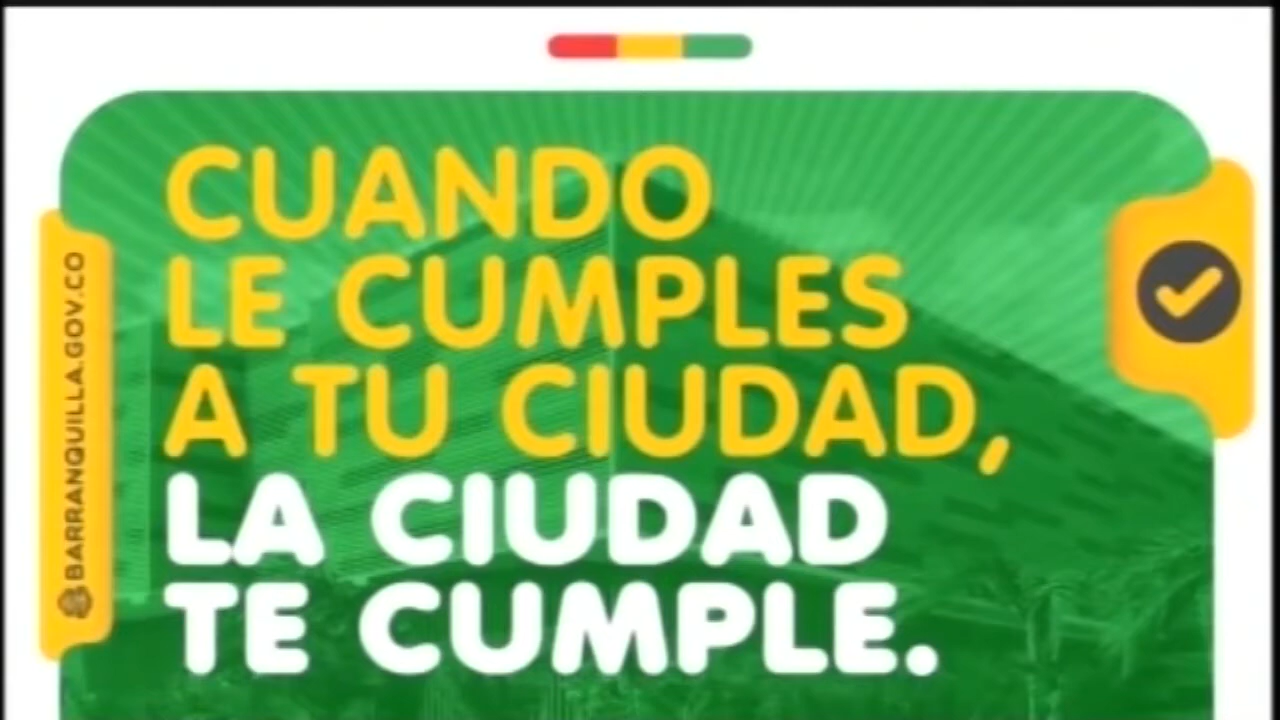 CUANDO
LE CUMPLES
A TU CIUDAD,
LA CIUDAD
TE CUMPLE.
BARRANQUILLA.GOV.CO